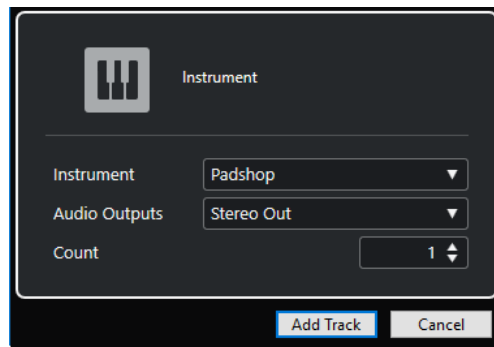 Instrument
Instrument Padshop
Audio Outputs Stereo Out
Count 1
Add Track Cancel